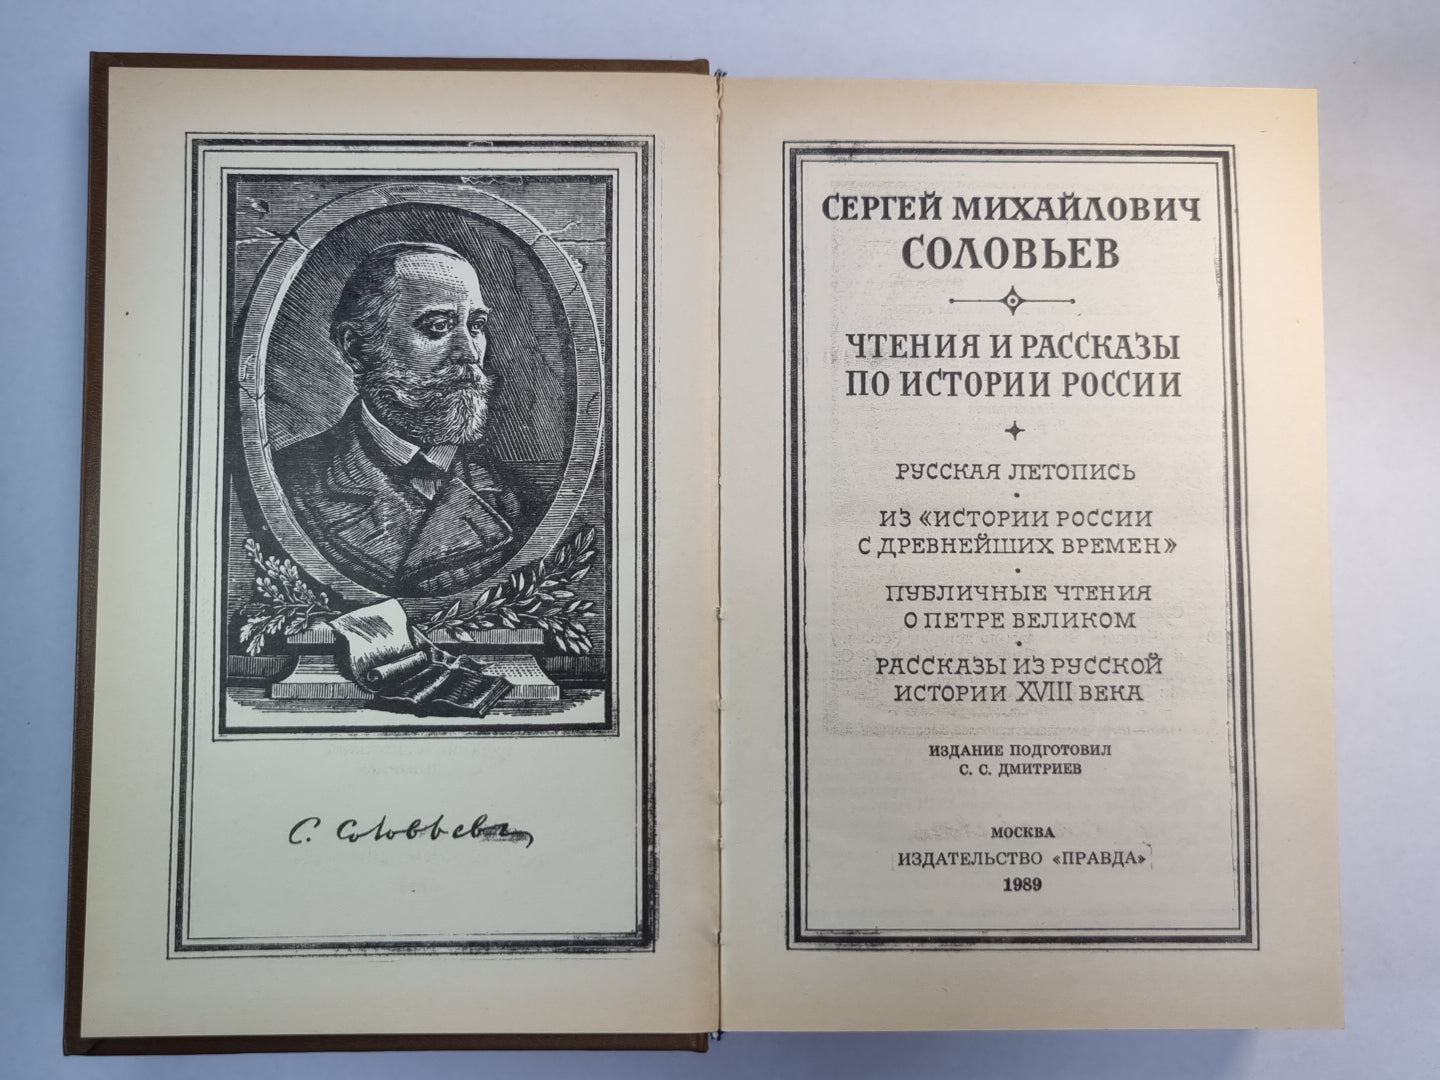 С. Соловьевъ
СЕРГЕЙ МИХАЙЛОВИЧ
СОЛОВЬЕВ
ЧТЕНИЯ И РАССКАЗЫ
ПО ИСТОРИИ РОССИИ
РУССКАЯ ЛЕТОПИСЬ
ИЗ «ИСТОРИИ РОССИИ
С ДРЕВНЕЙШИХ ВРЕМЕН»
ПУБЛИЧНЫЕ ЧТЕНИЯ
О ПЕТРЕ ВЕЛИКОМ
РАССКАЗЫ ИЗ РУССКОЙ
ИСТОРИИ XVIII ВЕКА
ИЗДАНИЕ ПОДГОТОВИЛ
С. С. ДМИТРИЕВ
МОСКВА
ИЗДАТЕЛЬСТВО «ПРАВДА»
1989